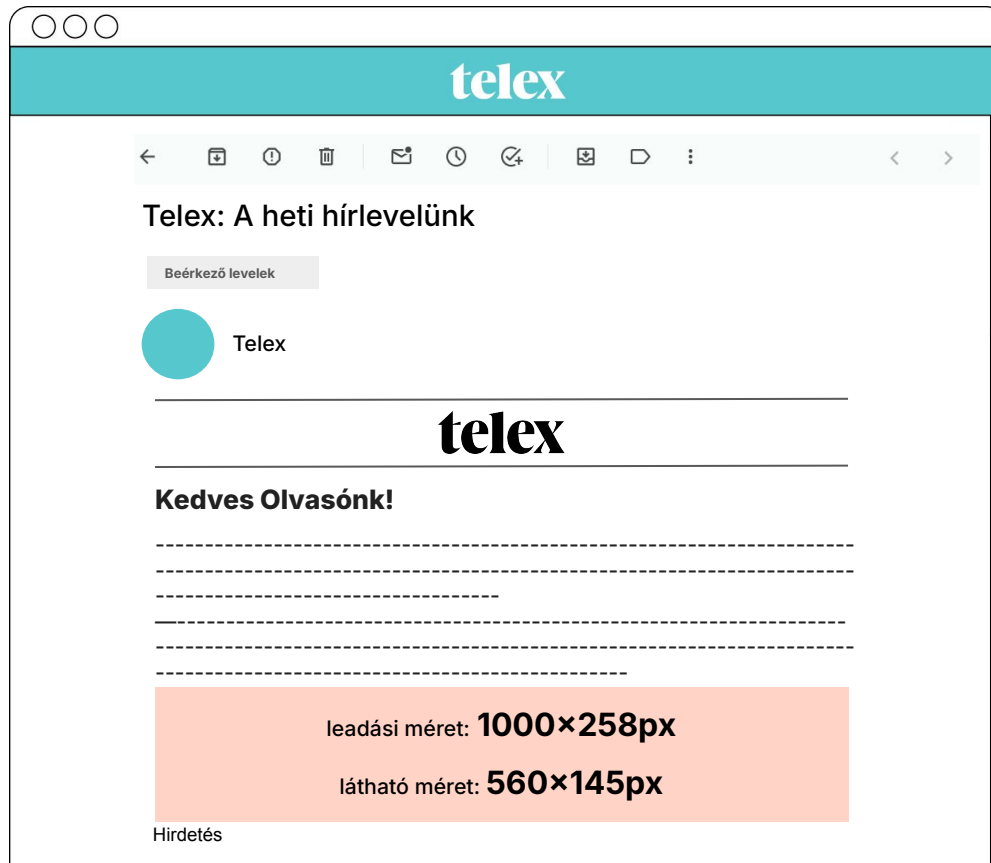 telex
Telex: A heti hírlevelünk
Beérkező levelek
Telex
telex
Kedves Olvasónk!
----------------------------------------------------------------------
----------------------------------------------------------------------
-----------------------------------
—-------------------------------------------------------------------
----------------------------------------------------------------------
------------------------------------------------
leadási méret: 1000×258px
látható méret: 560×145px
Hirdetés